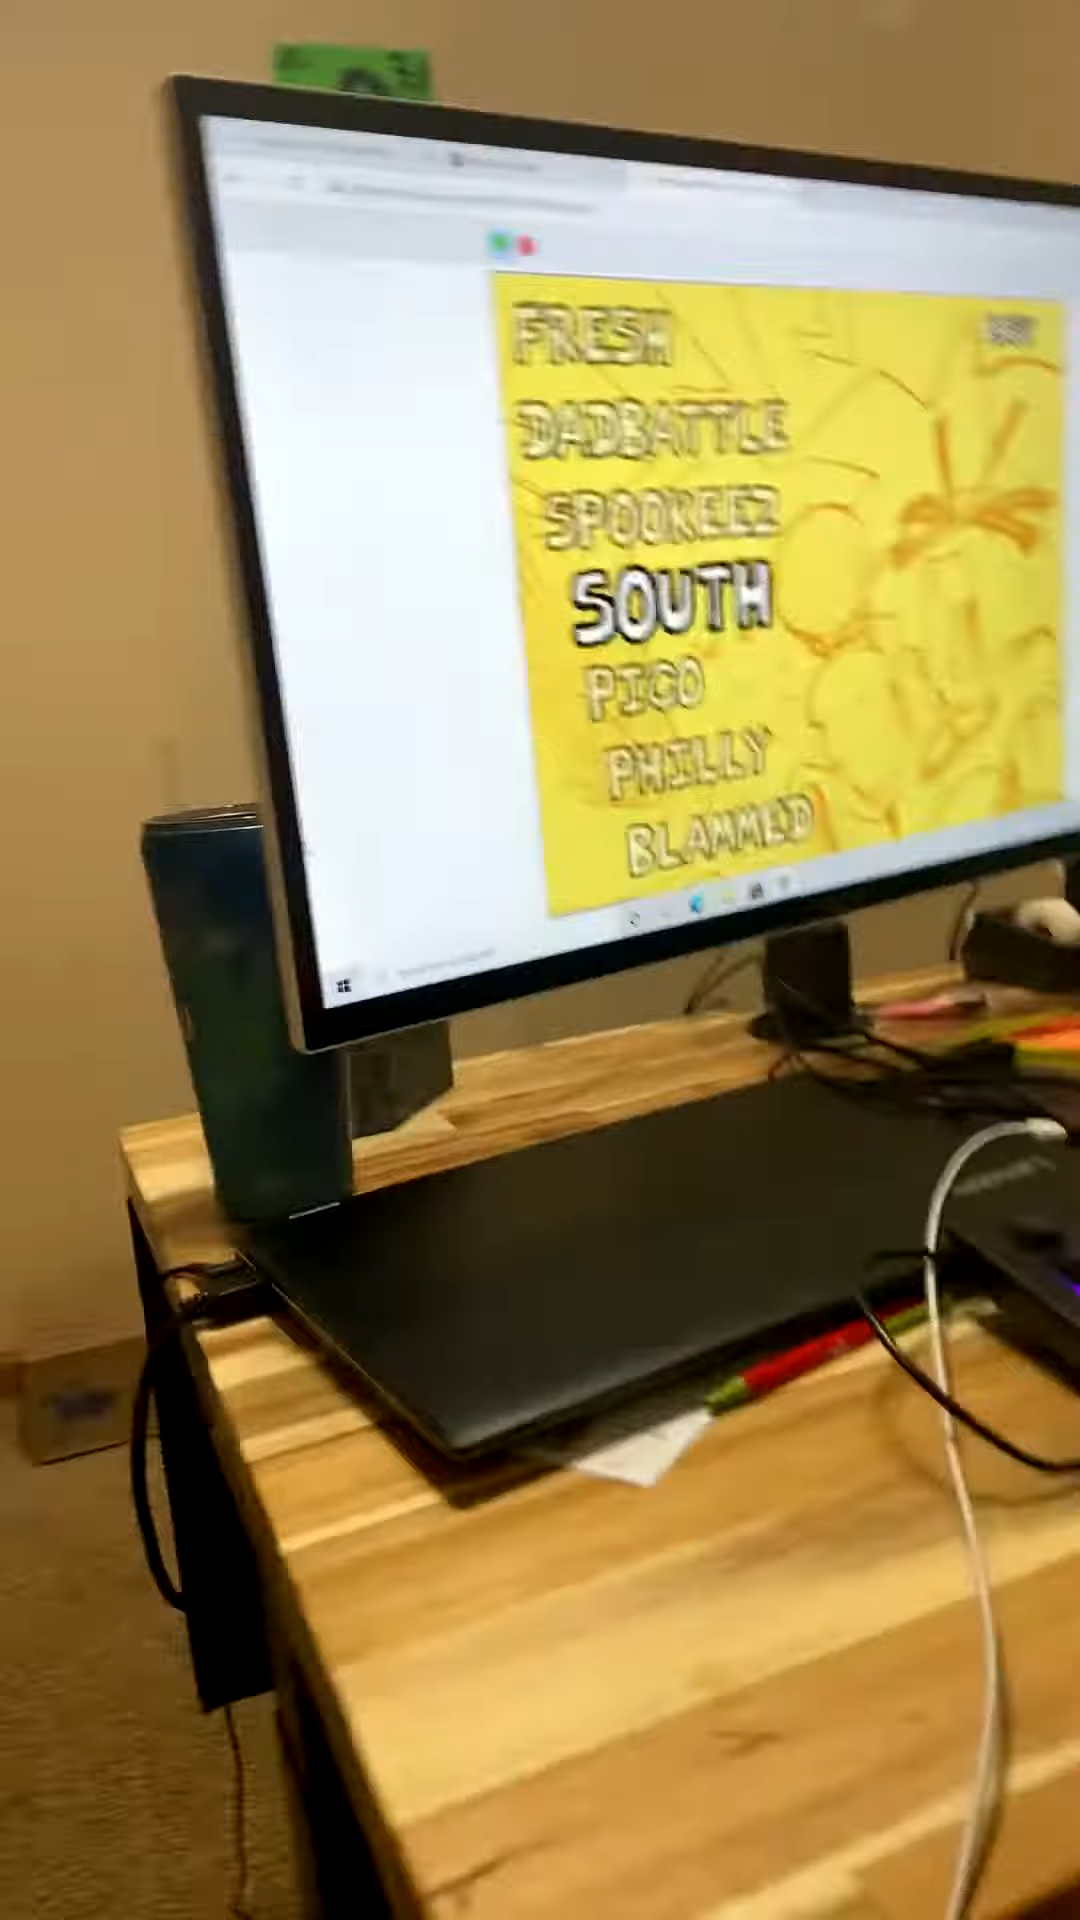 FRESH
DADBATTLE
SPOOKEEZ
SOUTH
PICO
PHILLY
BLAMMED